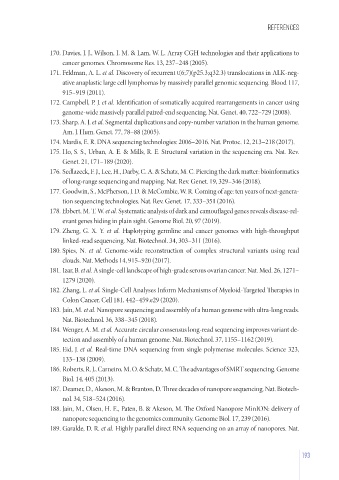 REFERENCES
170. Davies, J. J., Wilson, I. M. & Lam, W. L. Array CGH technologies and their applications to
cancer genomes. Chromosome Res. 13, 237–248 (2005).
171. Feldman, A. L. et al. Discovery of recurrent t(6;7)(p25.3;q32.3) translocations in ALK-neg-
ative anaplastic large cell lymphomas by massively parallel genomic sequencing. Blood 117,
915–919 (2011).
172. Campbell, P. J. et al. Identification of somatically acquired rearrangements in cancer using
genome-wide massively parallel paired-end sequencing. Nat. Genet. 40, 722–729 (2008).
173. Sharp, A. J. et al. Segmental duplications and copy-number variation in the human genome.
Am. J. Hum. Genet. 77, 78–88 (2005).
174. Mardis, E. R. DNA sequencing technologies: 2006–2016. Nat. Protoc. 12, 213–218 (2017).
175. Ho, S. S., Urban, A. E. & Mills, R. E. Structural variation in the sequencing era. Nat. Rev.
Genet. 21, 171–189 (2020).
176. Sedlazeck, F. J., Lee, H., Darby, C. A. & Schatz, M. C. Piercing the dark matter: bioinformatics
of long-range sequencing and mapping. Nat. Rev. Genet. 19, 329–346 (2018).
177. Goodwin, S., McPherson, J. D. & McCombie, W. R. Coming of age: ten years of next-genera-
tion sequencing technologies. Nat. Rev. Genet. 17, 333–351 (2016).
178. Ebbert, M. T. W. et al. Systematic analysis of dark and camouflaged genes reveals disease-rel-
evant genes hiding in plain sight. Genome Biol. 20, 97 (2019).
179. Zheng, G. X. Y. et al. Haplotyping germline and cancer genomes with high-throughput
linked-read sequencing. Nat. Biotechnol. 34, 303–311 (2016).
180. Spies, N. et al. Genome-wide reconstruction of complex structural variants using read
clouds. Nat. Methods 14, 915–920 (2017).
181. Izar, B. et al. A single-cell landscape of high-grade serous ovarian cancer. Nat. Med. 26, 1271–
1279 (2020).
182. Zhang, L. et al. Single-Cell Analyses Inform Mechanisms of Myeloid-Targeted Therapies in
Colon Cancer. Cell 181, 442–459.e29 (2020).
183. Jain, M. et al. Nanopore sequencing and assembly of a human genome with ultra-long reads.
Nat. Biotechnol. 36, 338–345 (2018).
184. Wenger, A. M. et al. Accurate circular consensus long-read sequencing improves variant de-
tection and assembly of a human genome. Nat. Biotechnol. 37, 1155–1162 (2019).
185. Eid, J. et al. Real-time DNA sequencing from single polymerase molecules. Science 323,
133–138 (2009).
186. Roberts, R. J., Carneiro, M. O. & Schatz, M. C. The advantages of SMRT sequencing. Genome
Biol. 14, 405 (2013).
187. Deamer, D., Akeson, M. & Branton, D. Three decades of nanopore sequencing. Nat. Biotech-
nol. 34, 518–524 (2016).
188. Jain, M., Olsen, H. E., Paten, B. & Akeson, M. The Oxford Nanopore MinION: delivery of
nanopore sequencing to the genomics community. Genome Biol. 17, 239 (2016).
189. Garalde, D. R. et al. Highly parallel direct RNA sequencing on an array of nanopores. Nat.
193